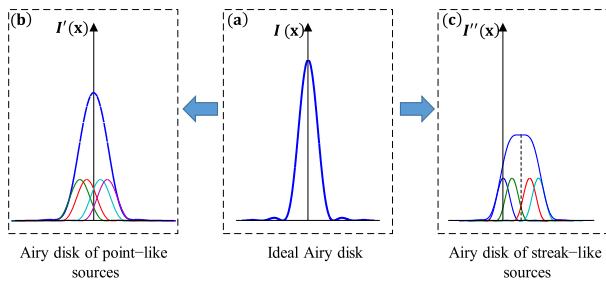 (b)
I′(x)
(a)
I (x)
(c)
I′′(x)
Airy disk of point−like
sources
Ideal Airy disk
Airy disk of streak−like
sources